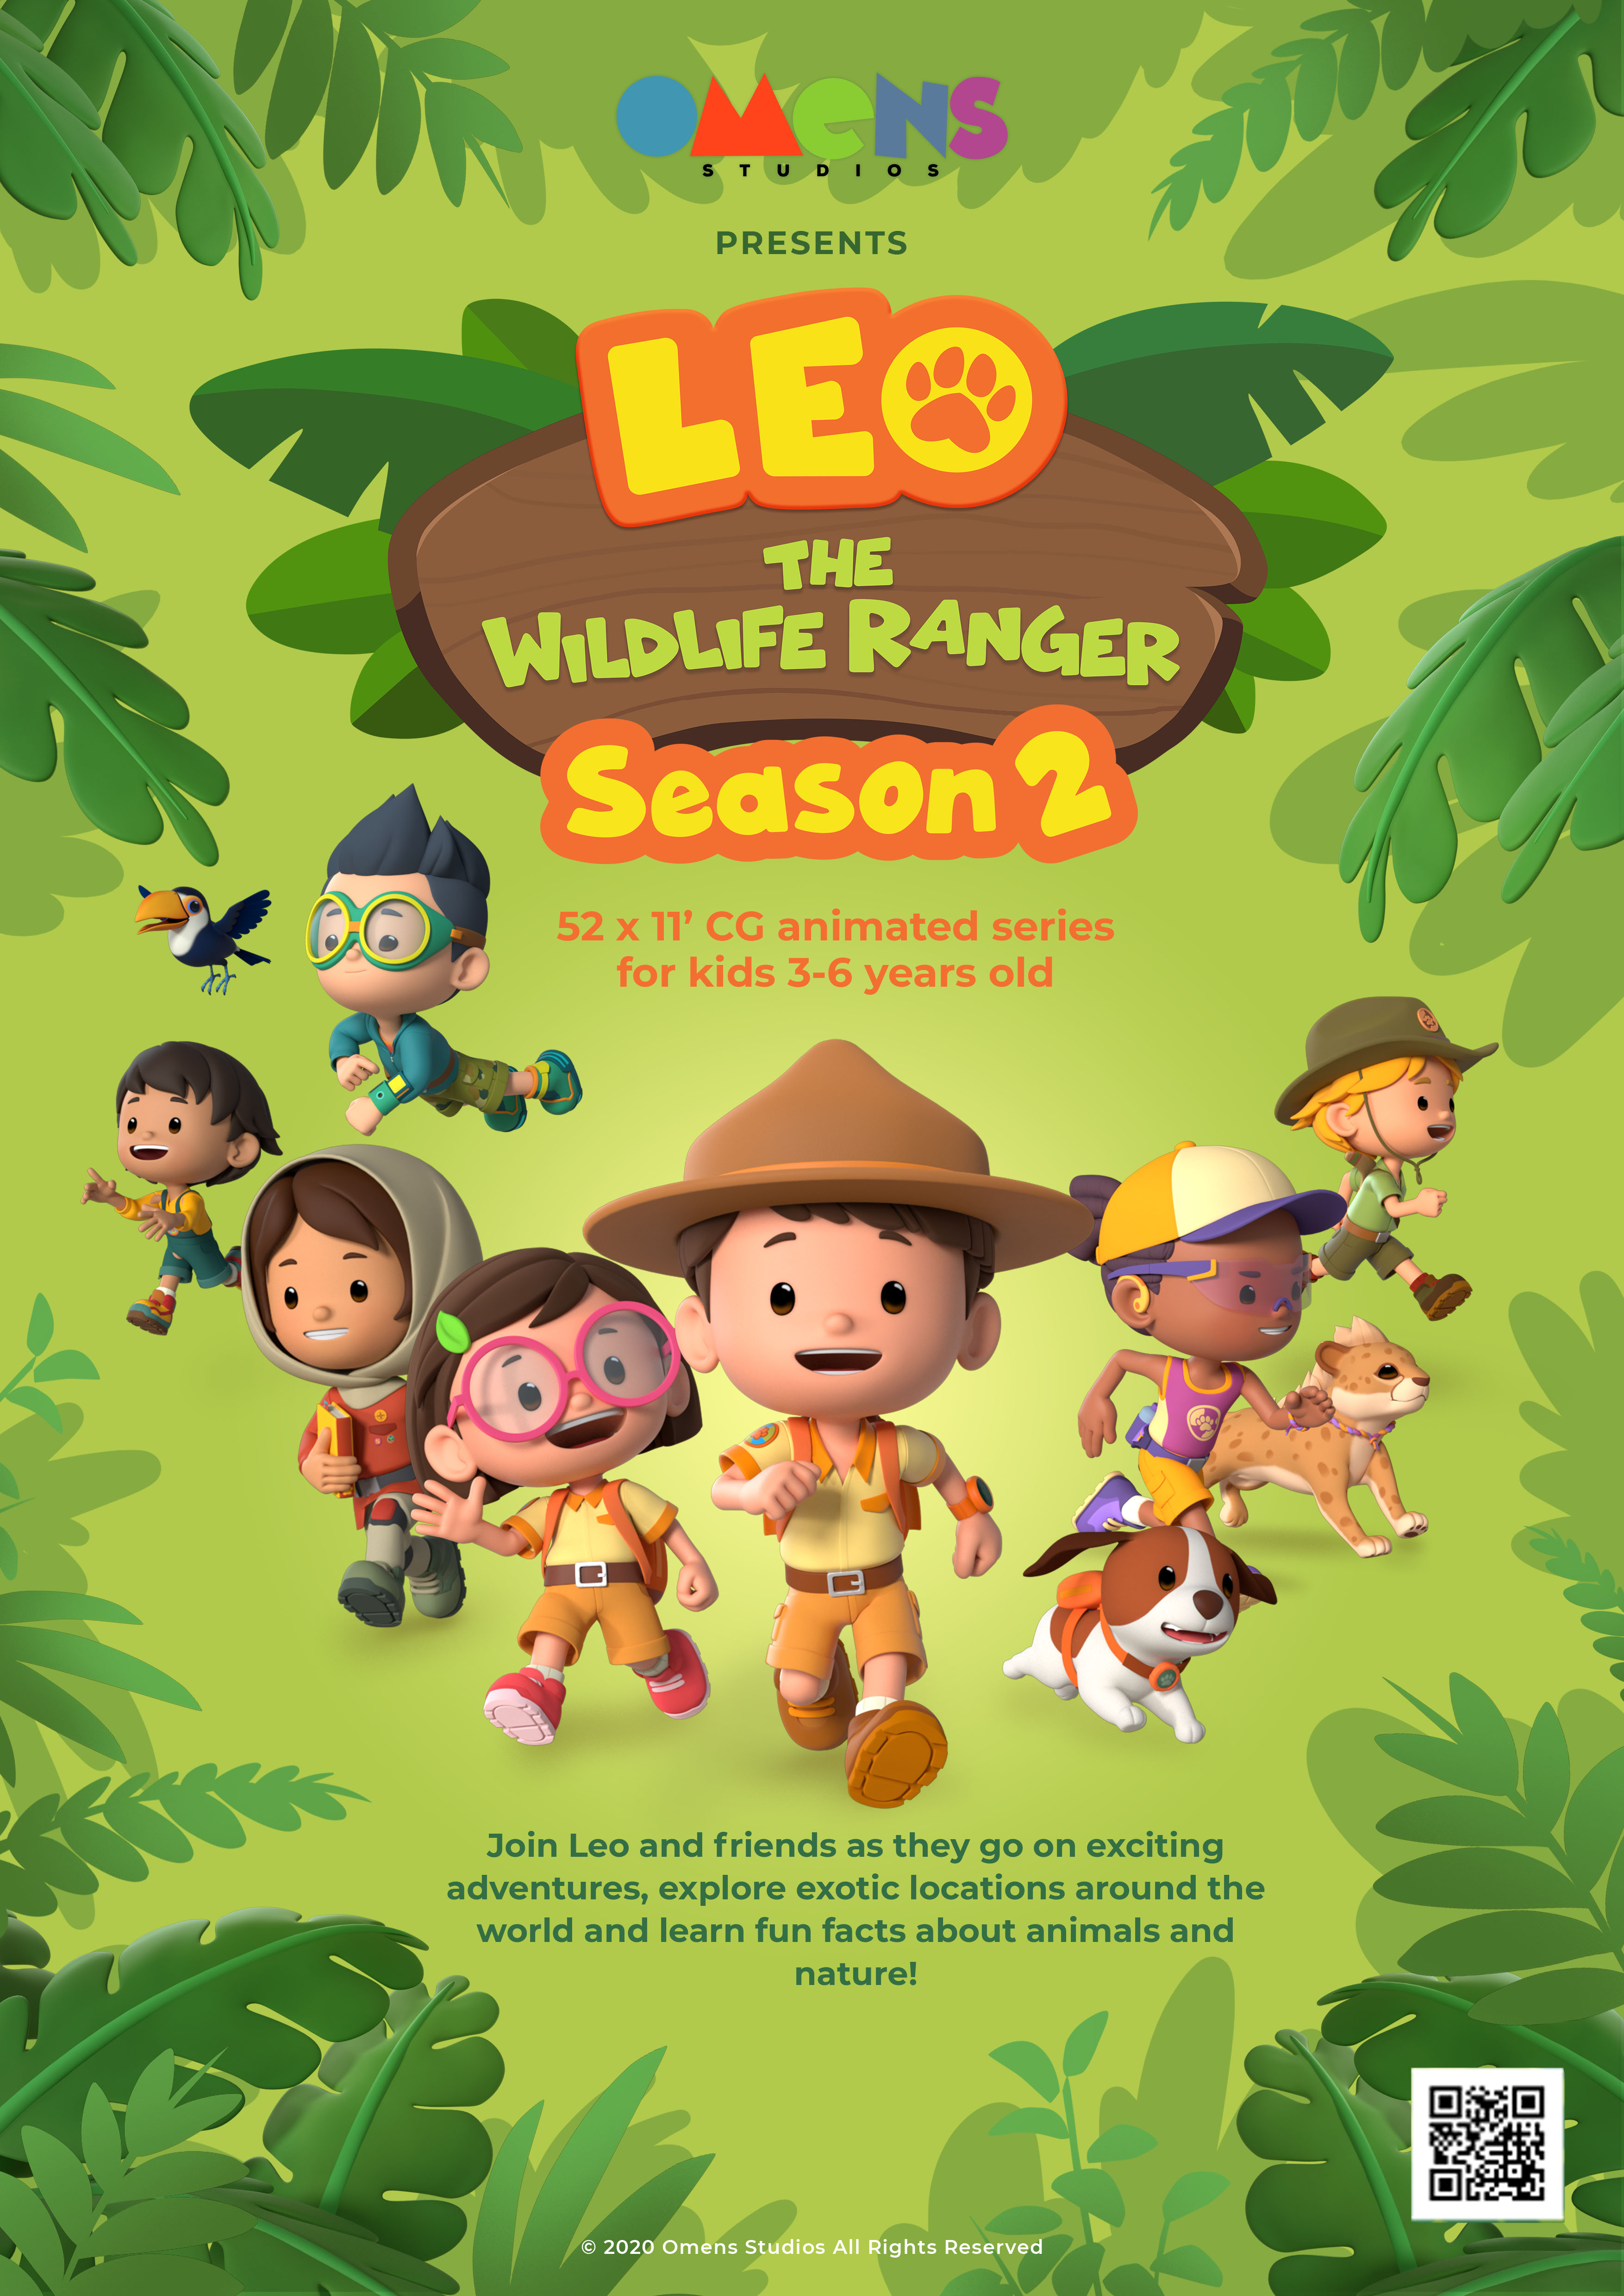 OMENS
STUDIOS
PRESENTS
LEO
THE
WILDLIFE RANGER
Season 2
52 x 11’ CG animated series
for kids 3-6 years old
Join Leo and friends as they go on exciting
adventures, explore exotic locations around the
world and learn fun facts about animals and
nature!
© 2020 Omens Studios All Rights Reserved